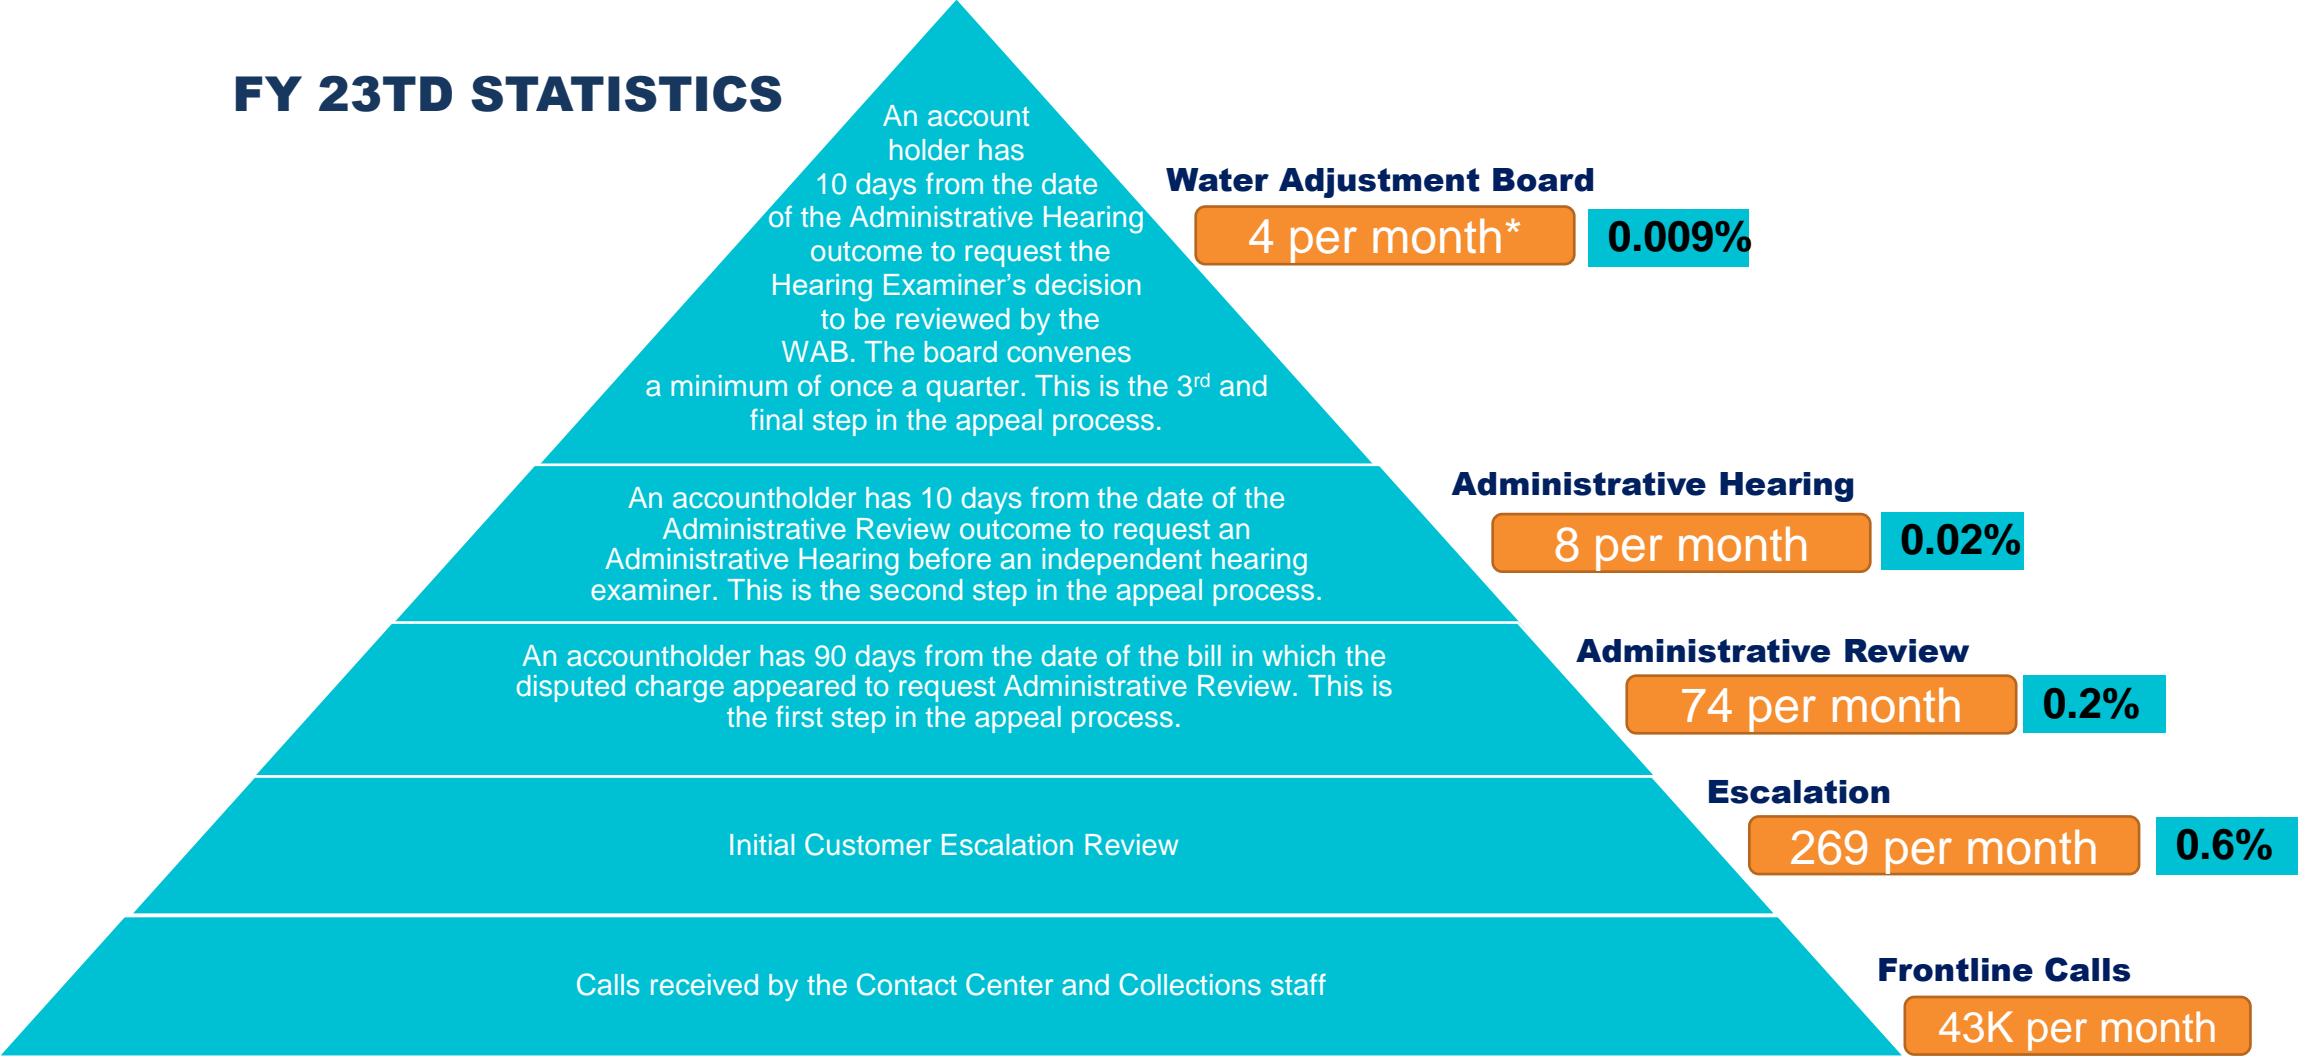 FY 23TD STATISTICS
An account
holder has
10 days from the date
of the Administrative Hearing
outcome to request the
Hearing Examiner’s decision
to be reviewed by the
WAB. The board convenes
a minimum of once a quarter. This is the 3rd and
final step in the appeal process.
Water Adjustment Board
4 per month*
0.009%
An accountholder has 10 days from the date of the
Administrative Review outcome to request an
Administrative Hearing before an independent hearing
examiner. This is the second step in the appeal process.
Administrative Hearing
8 per month
0.02%
An accountholder has 90 days from the date of the bill in which the
disputed charge appeared to request Administrative Review. This is
the first step in the appeal process.
Administrative Review
74 per month
0.2%
Initial Customer Escalation Review
Escalation
269 per month
0.6%
Calls received by the Contact Center and Collections staff
Frontline Calls
43K per month